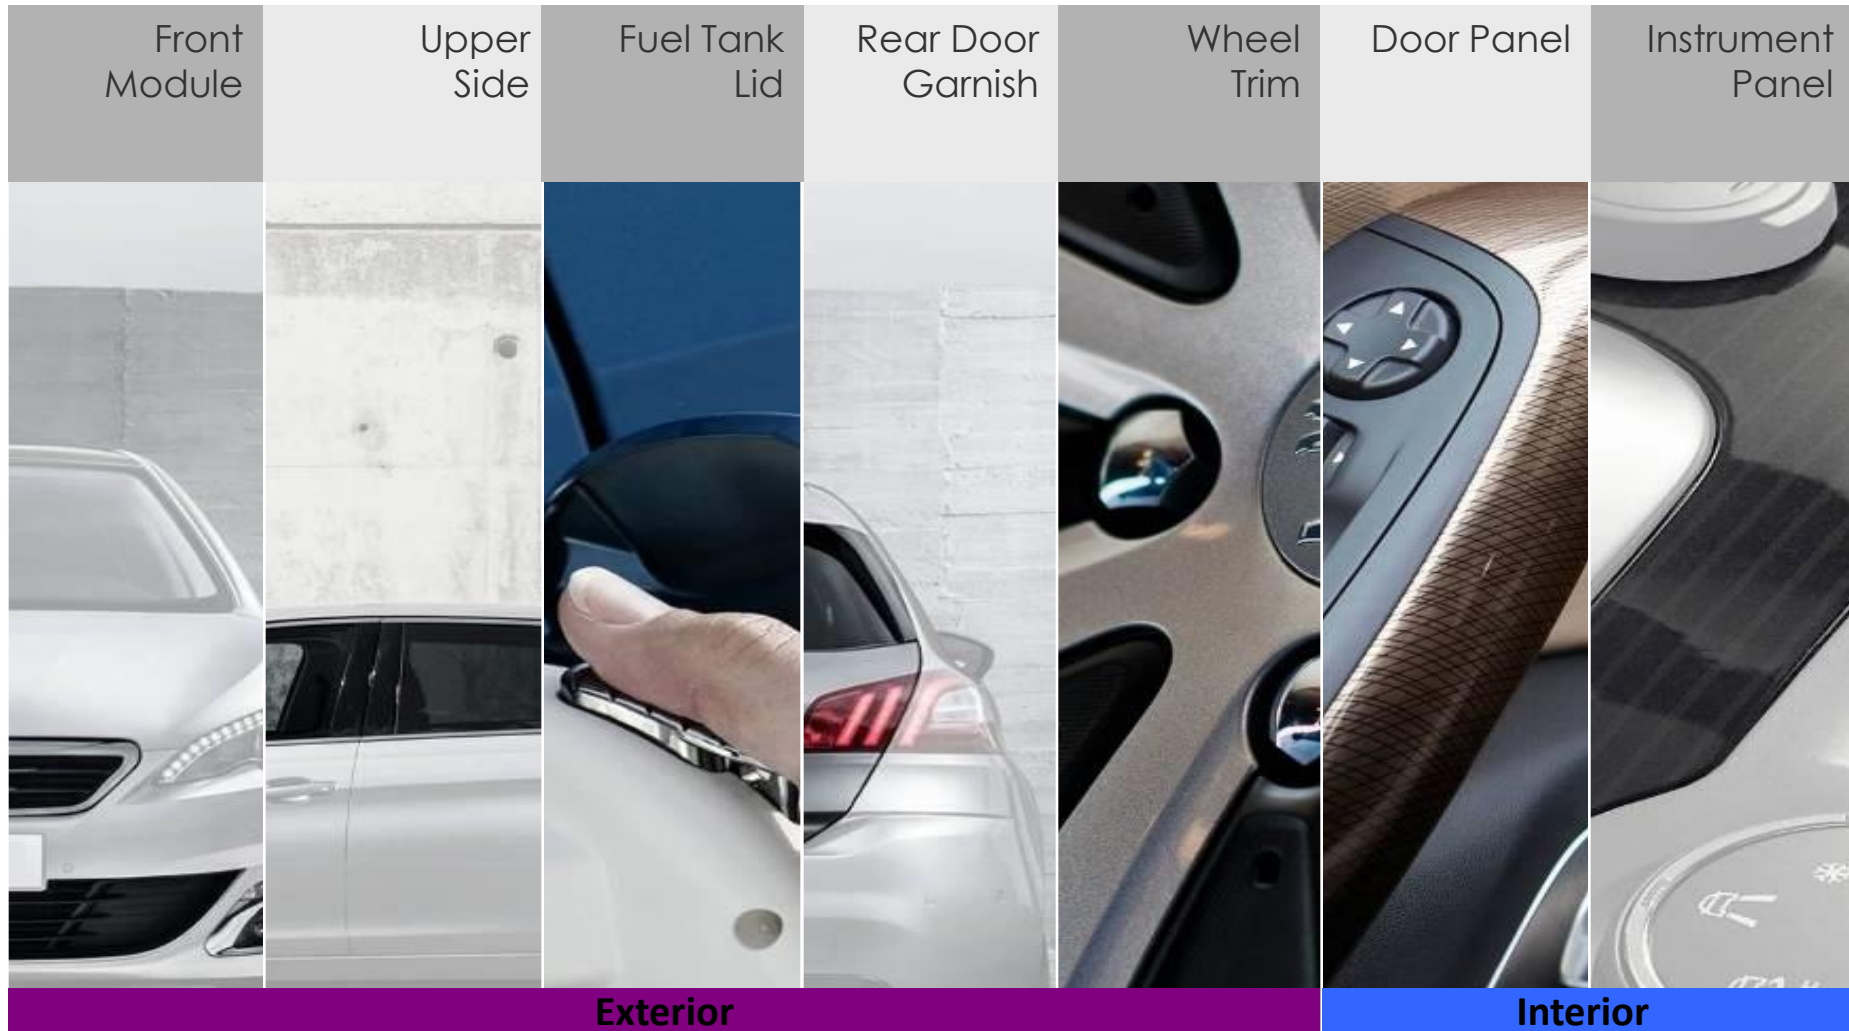 Front
Module
Upper
Side
Fuel Tank
Lid
Rear Door
Garnish
Wheel
Trim
Door Panel
Instrument
Panel
Exterior
Interior